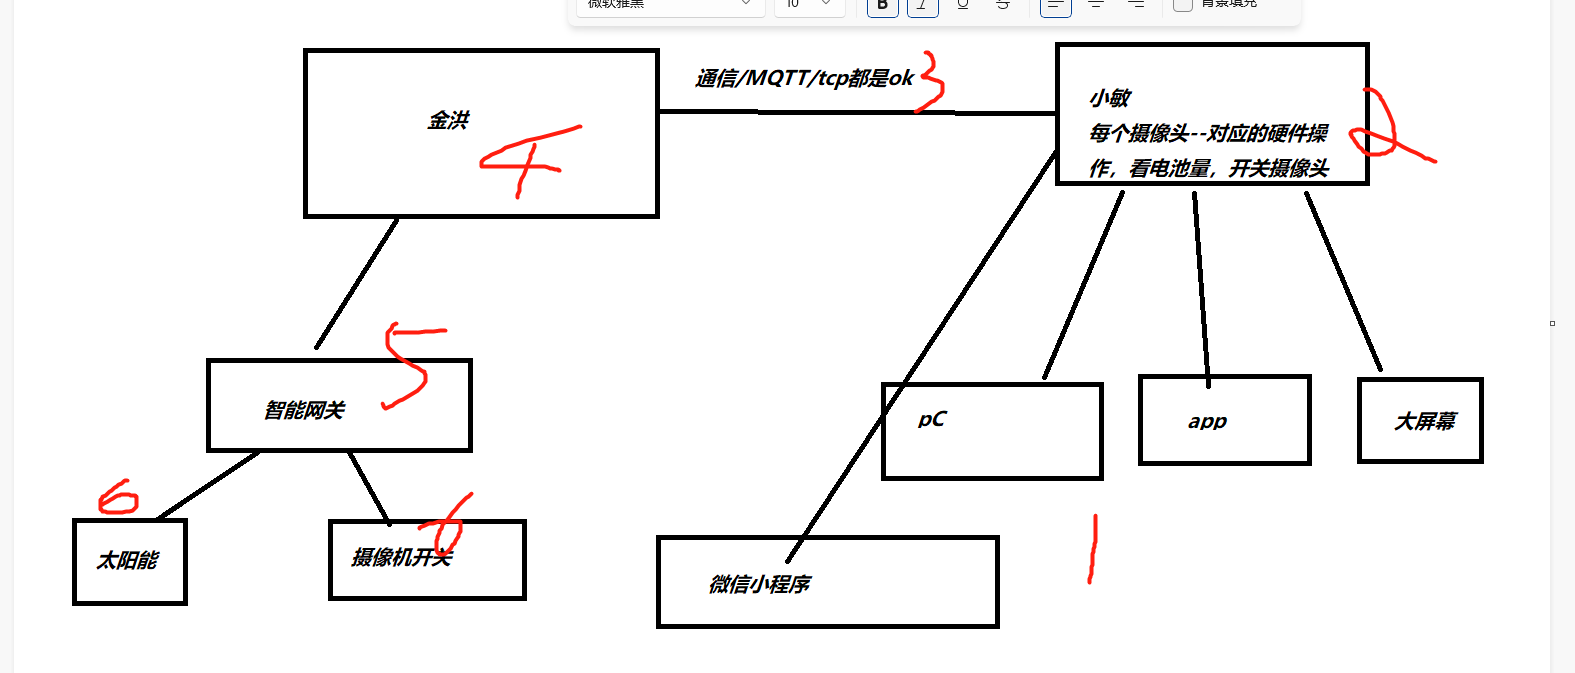 微软雅黑
10
B
I
U
S
背景填充
通信/MQTT/tcp都是ok
3
小敏
每个摄像头--对应的硬件操
作，看电池量，开关摄像头
2
金洪
4
5
智能网关
pC
app
大屏幕
6
太阳能
摄像机开关
微信小程序
1